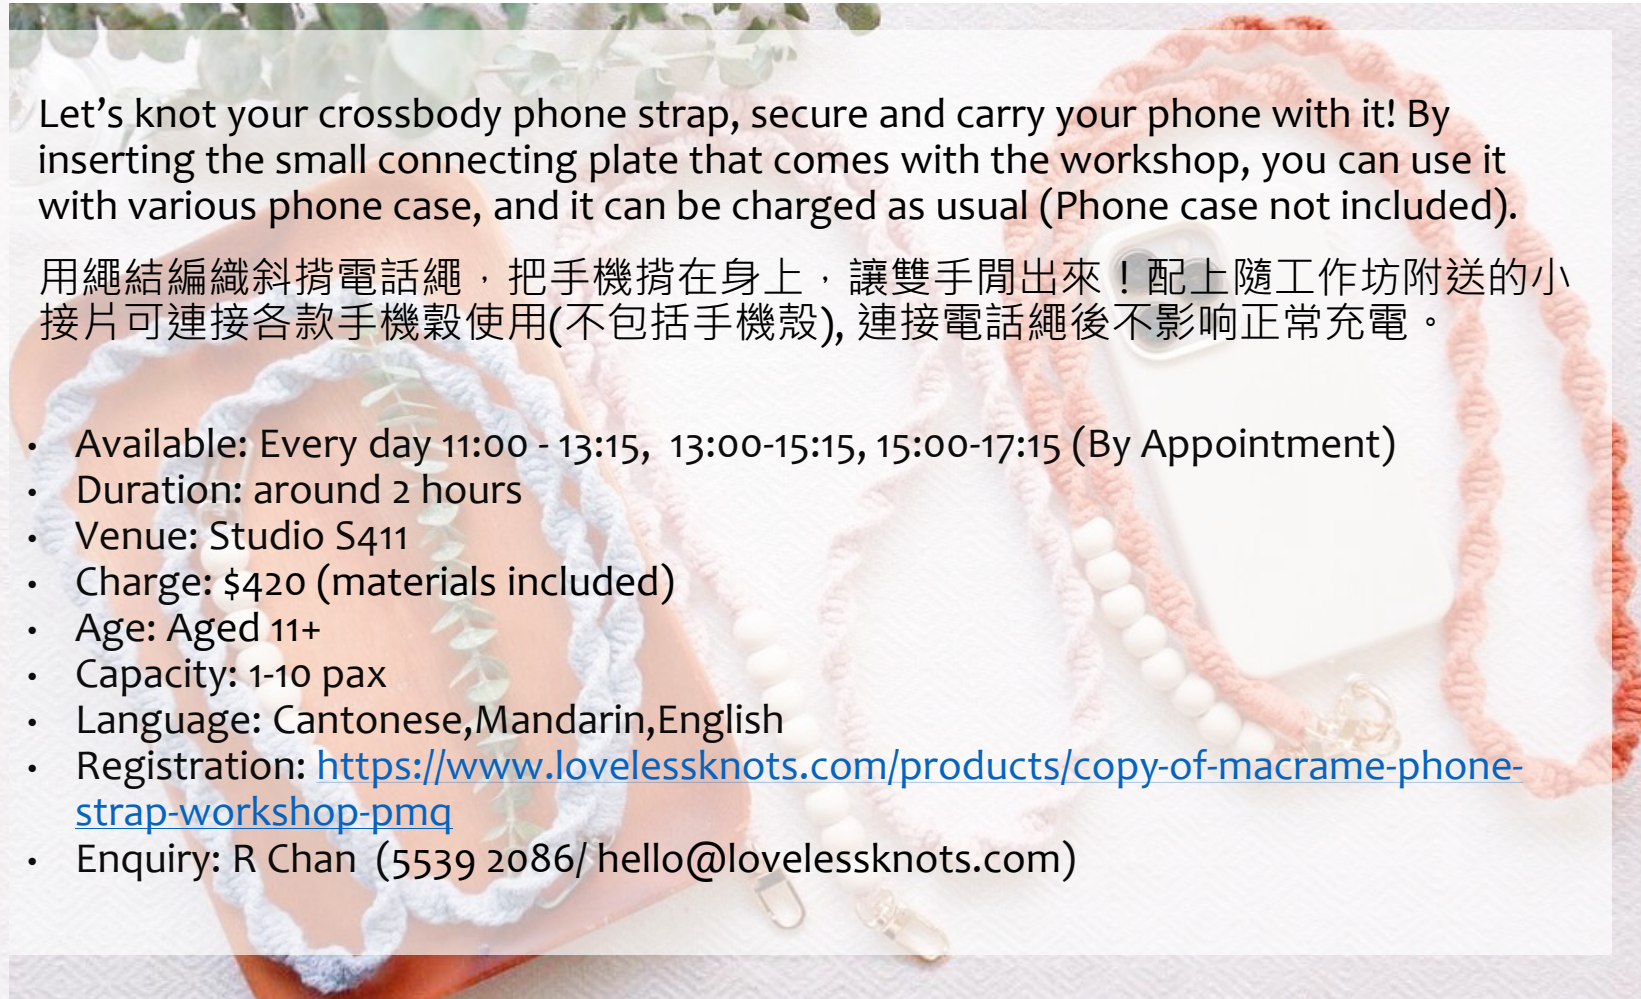 Let’s knot your crossbody phone strap, secure and carry your phone with it! By
inserting the small connecting plate that comes with the workshop, you can use it
with various phone case, and it can be charged as usual (Phone case not included).
用繩結編織斜揹電話繩，把手機揹在身上，讓雙手閒出來！配上隨工作坊附送的小
接片可連接各款手機縠使用(不包括手機殼), 連接電話繩後不影响正常充電。
• Available: Every day 11:00 - 13:15,  13:00-15:15, 15:00-17:15 (By Appointment)
• Duration: around 2 hours
• Venue: Studio S411
• Charge: $420 (materials included)
• Age: Aged 11+
• Capacity: 1-10 pax
• Language: Cantonese,Mandarin,English
• Registration: https://www.lovelessknots.com/products/copy-of-macrame-phone-
strap-workshop-pmq
• Enquiry: R Chan  (5539 2086/ hello@lovelessknots.com)